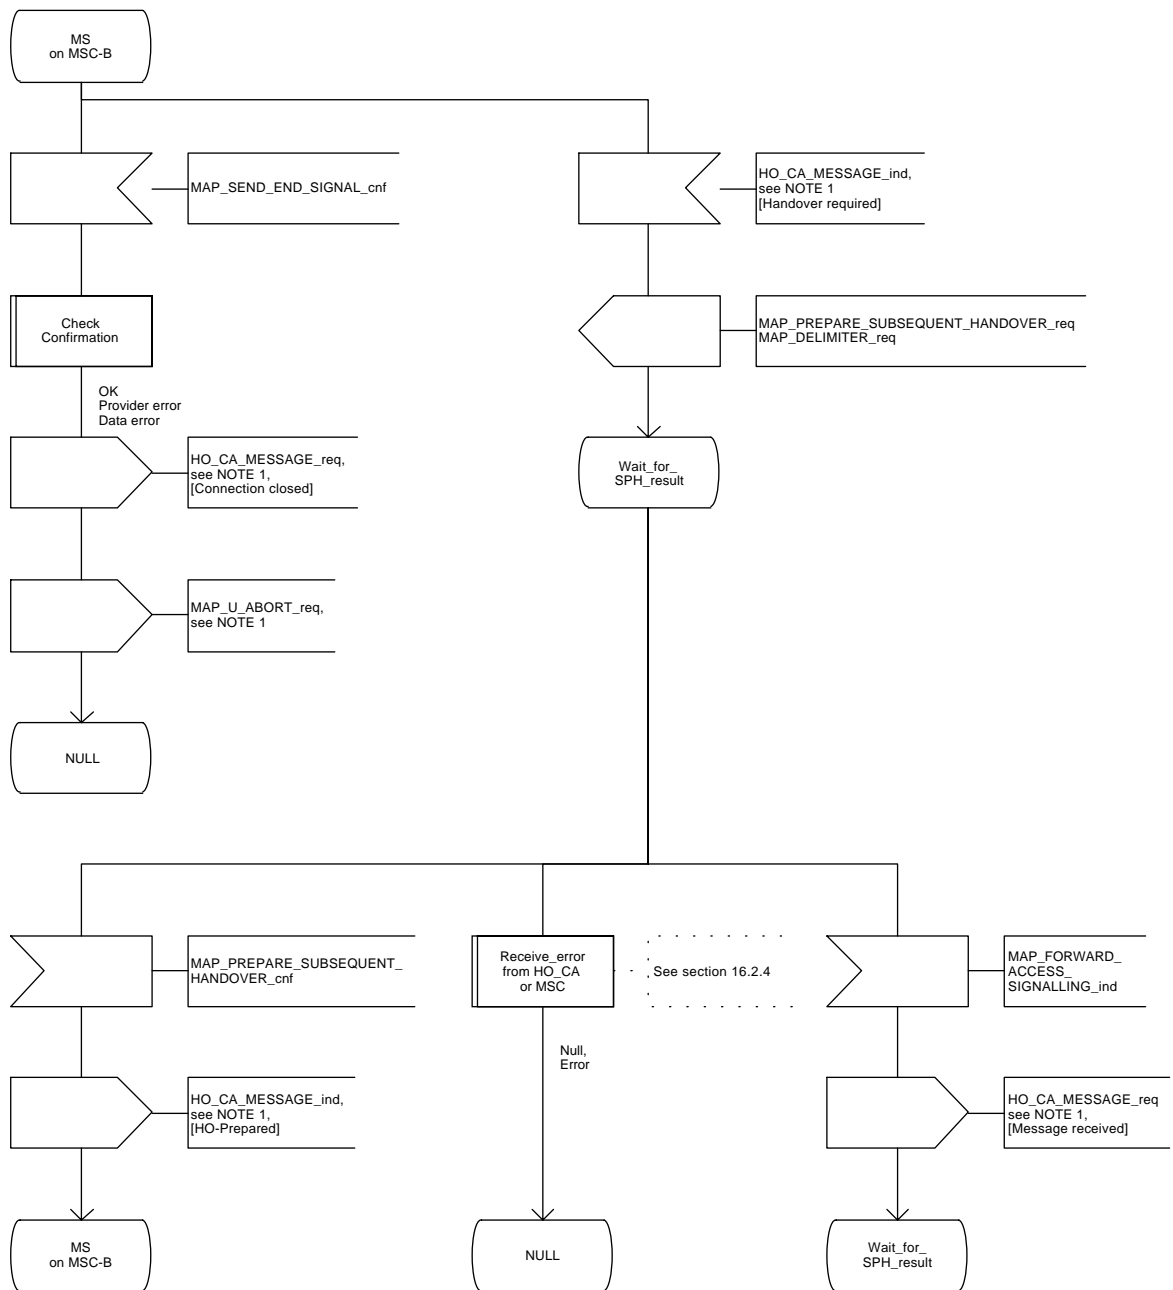 MS
on MSC-B
MAP_SEND_END_SIGNAL_cnf
HO_CA_MESSAGE_ind,
see NOTE 1
[Handover required]
Check
Confirmation
MAP_PREPARE_SUBSEQUENT_HANDOVER_req
MAP_DELIMITER_req
OK
Provider error
Data error
HO_CA_MESSAGE_req,
see NOTE 1,
[Connection closed]
Wait_for_
SPH_result
MAP_U_ABORT_req,
see NOTE 1
NULL
MAP_PREPARE_SUBSEQUENT_
HANDOVER_cnf
Receive_error
from HO_CA
or MSC
See section 16.2.4
MAP_FORWARD_
ACCESS_
SIGNALLING_ind
Null,
Error
HO_CA_MESSAGE_ind,
see NOTE 1,
[HO-Prepared]
HO_CA_MESSAGE_req
see NOTE 1,
[Message received]
MS
on MSC-B
NULL
Wait_for_
SPH_result